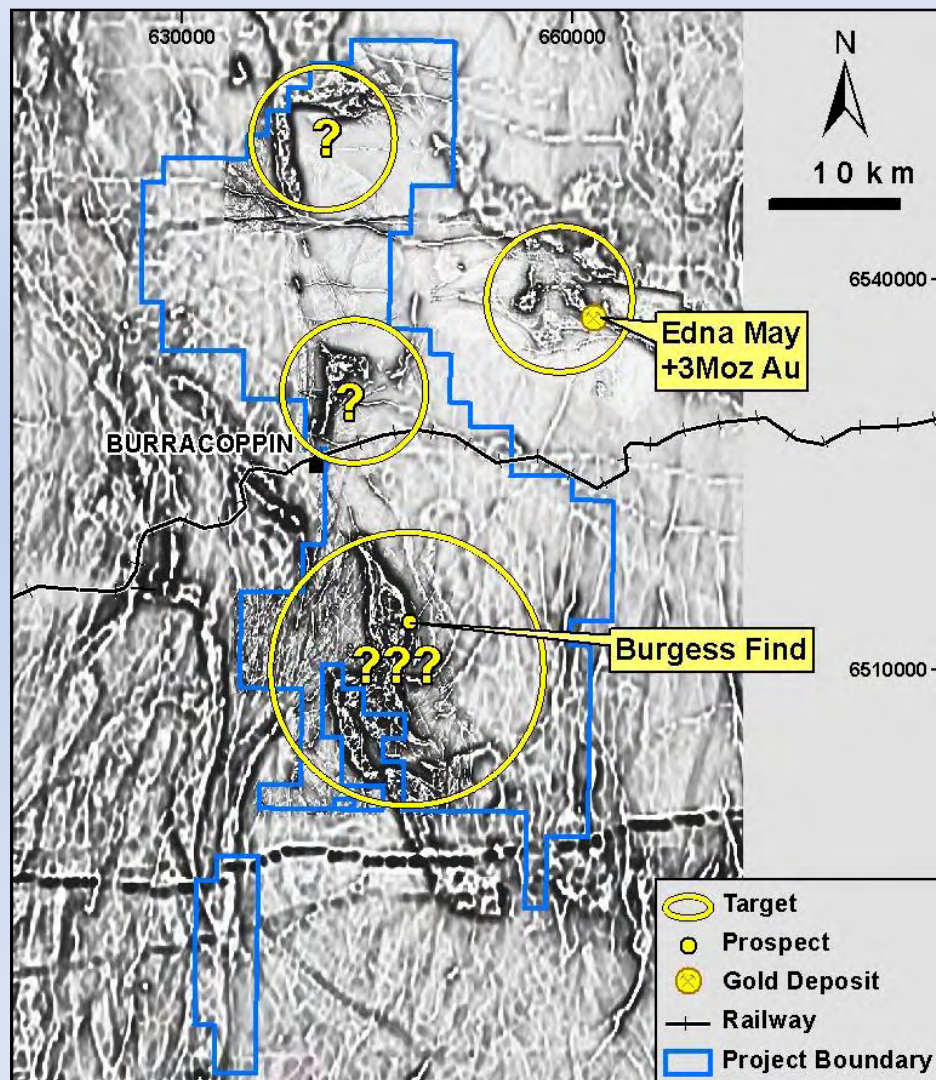 630000
660000
N
10 km
?
6540000
Edna May
+3Moz Au
?
BURRACOPPIN
Burgess Find
???
6510000
Target
Prospect
Gold Deposit
Railway
Project Boundary